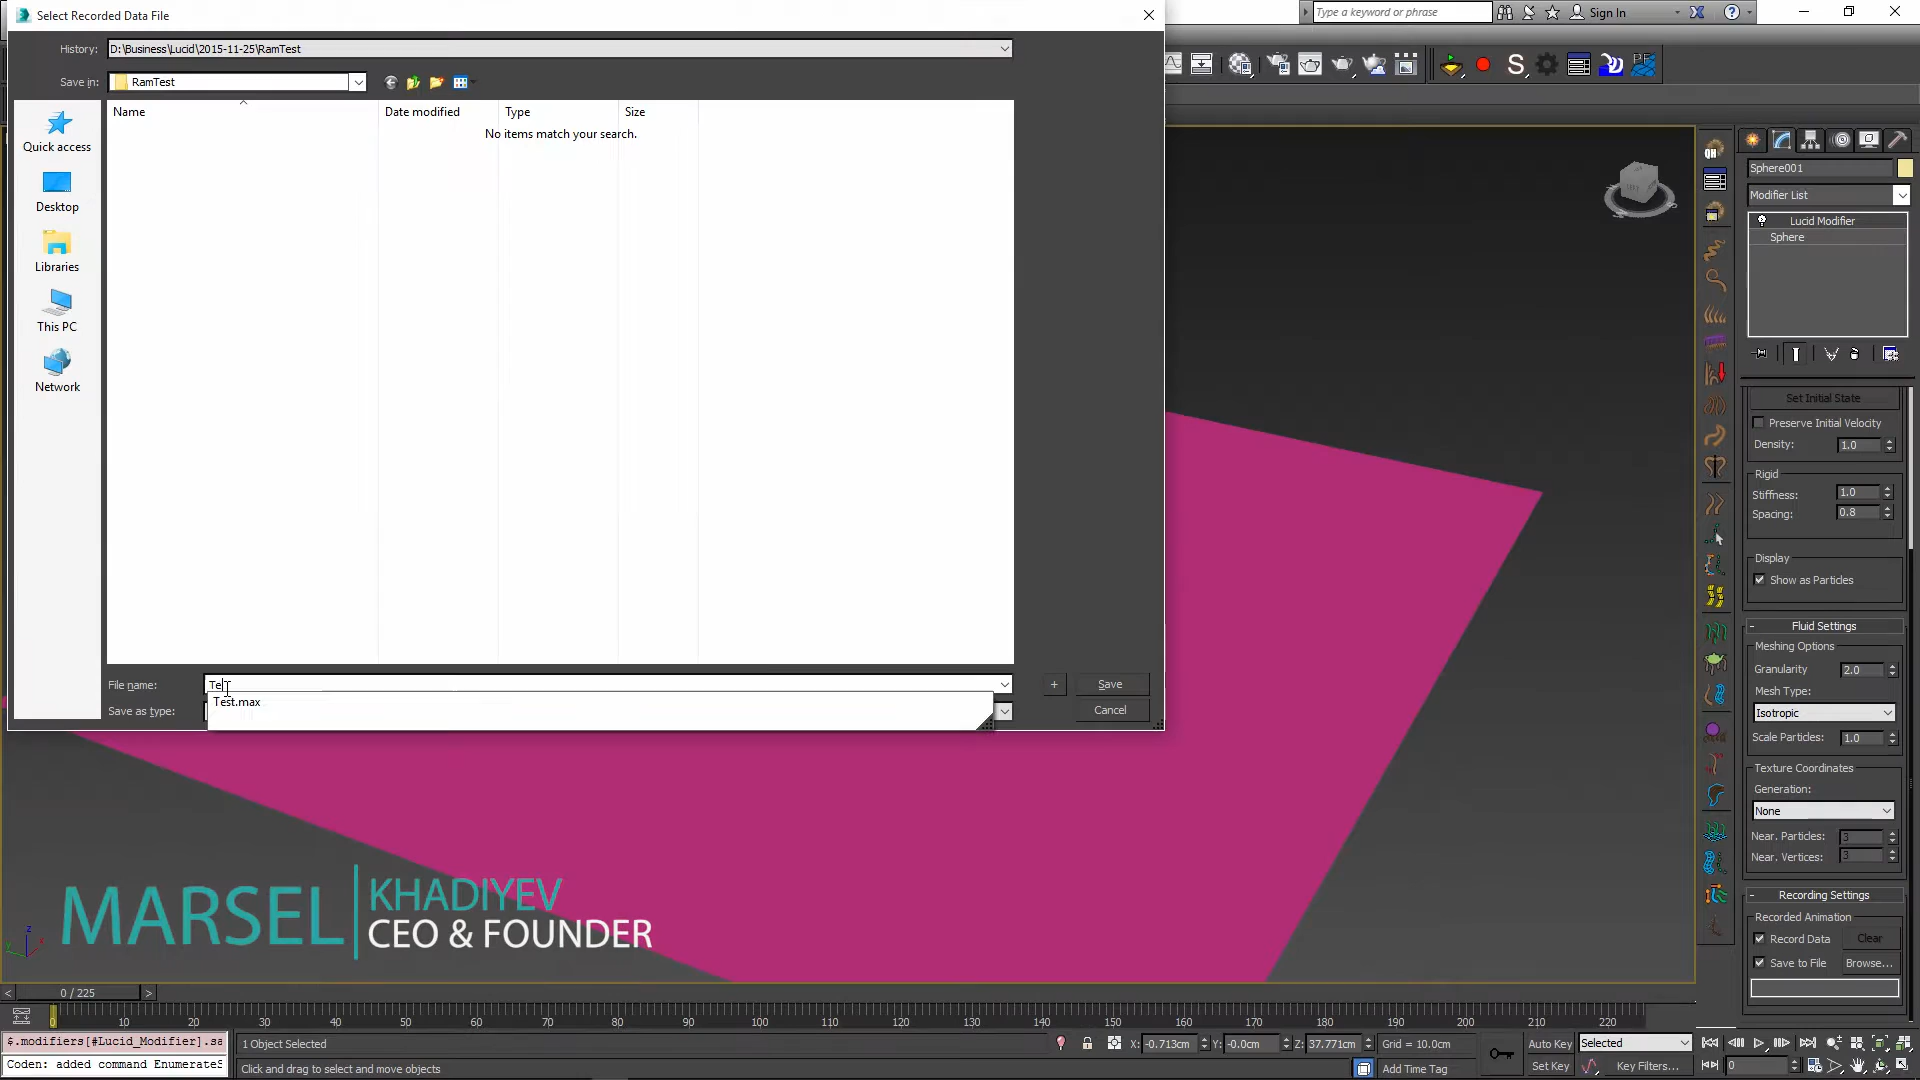 Select Recorded Data File
Type a keyword or phrase
Sign In
History:
D:\Business\Lucid\2015-11-25\RamTest
Save in:
RamTest
Name
Date modified
Type
Size
No items match your search.
Quick access
Desktop
Libraries
This PC
Network
File name:
Te
Test.max
Save as type:
+
Save
Cancel
S
PF
QH
Sphere001
Modifier List
Lucid Modifier
Sphere
Set Initial State
Preserve Initial Velocity
Density: 1.0
Rigid
Stiffness: 1.0
Spacing: 0.8
Display
Show as Particles
- Fluid Settings
Meshing Options
Granularity 2.0
Mesh Type:
Isotropic
Scale Particles: 1.0
Texture Coordinates
Generation:
None
Near. Particles: 3
Near. Vertices: 3
- Recording Settings
Recorded Animation
Record Data
Clear
Save to File
Browse...
MARSEL
KHADIYEV
CEO & FOUNDER
z
x
y
< 0 / 225 >
0 10 20 30 40 50 60 70 80 90 100 110 120 130 140 150 160 170 180 190 200 210 220
$.modifiers[#Lucid_Modifier].sa
Coden: added command EnumerateS
1 Object Selected
Click and drag to select and move objects
X: -0.713cm
Y: -0.0cm
Z: 37.771cm
Grid = 10.0cm
Add Time Tag
Auto Key
Selected
Set Key
Key Filters...
0